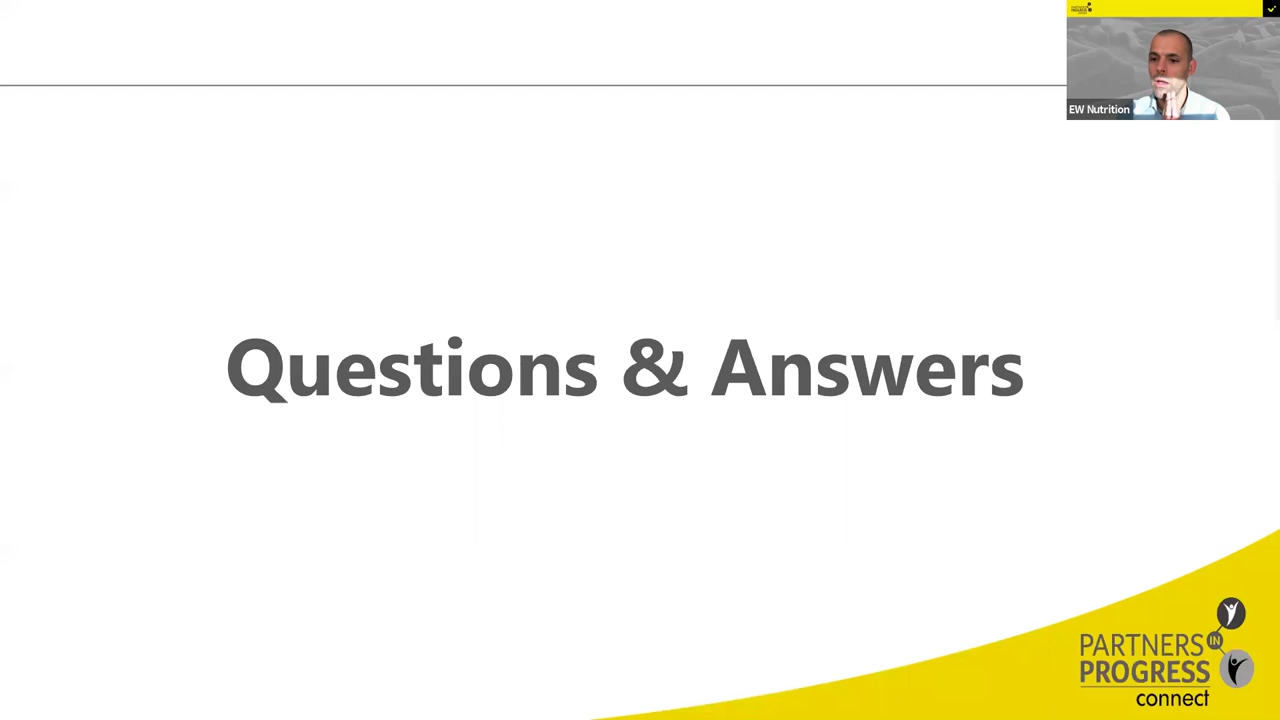 EW Nutrition
Questions & Answers
PARTNERS IN
PROGRESS
connect